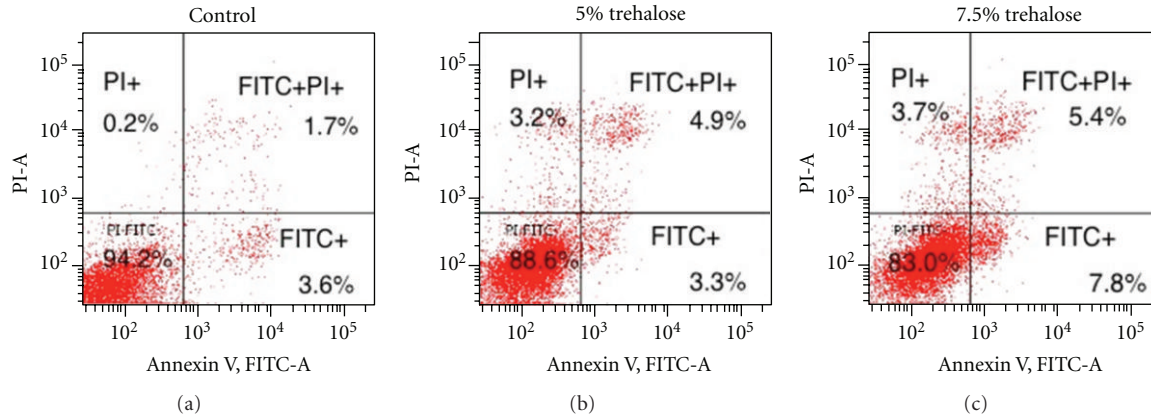 Control
PI-A
10^5
10^4
10^3
10^2
PI+
0.2%
FITC+PI+
1.7%
PI-FITC-
94.2%
FITC+
3.6%
10^2 10^3 10^4 10^5
Annexin V, FITC-A
(a)
5% trehalose
PI-A
10^5
10^4
10^3
10^2
PI+
3.2%
FITC+PI+
4.9%
PI-FITC-
88.6%
FITC+
3.3%
10^2 10^3 10^4 10^5
Annexin V, FITC-A
(b)
7.5% trehalose
PI-A
10^5
10^4
10^3
10^2
PI+
3.7%
FITC+PI+
5.4%
PI-FITC-
83.0%
FITC+
7.8%
10^2 10^3 10^4 10^5
Annexin V, FITC-A
(c)